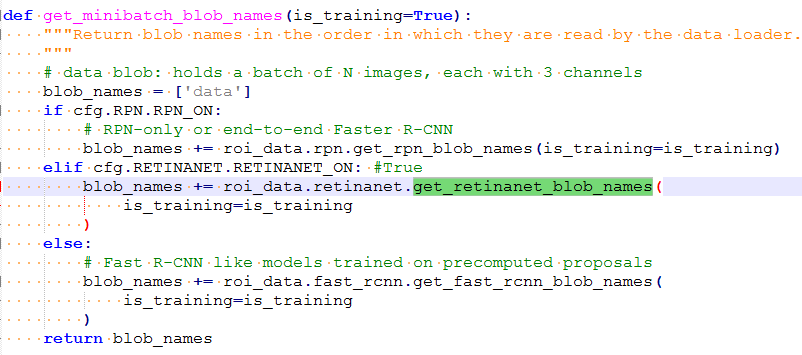 def get_minibatch_blob_names(is_training=True):
    """Return blob names in the order in which they are read by the data loader.
    """
    # data blob: holds a batch of N images, each with 3 channels
    blob_names = ['data']
    if cfg.RPN.RPN_ON:
        # RPN-only or end-to-end Faster R-CNN
        blob_names += roi_data.rpn.get_rpn_blob_names(is_training=is_training)
    elif cfg.RETINANET.RETINANET_ON: #True
        blob_names += roi_data.retinanet.get_retinanet_blob_names(
            is_training=is_training
        )
    else:
        # Fast R-CNN like models trained on precomputed proposals
        blob_names += roi_data.fast_rcnn.get_fast_rcnn_blob_names(
            is_training=is_training
        )
    return blob_names